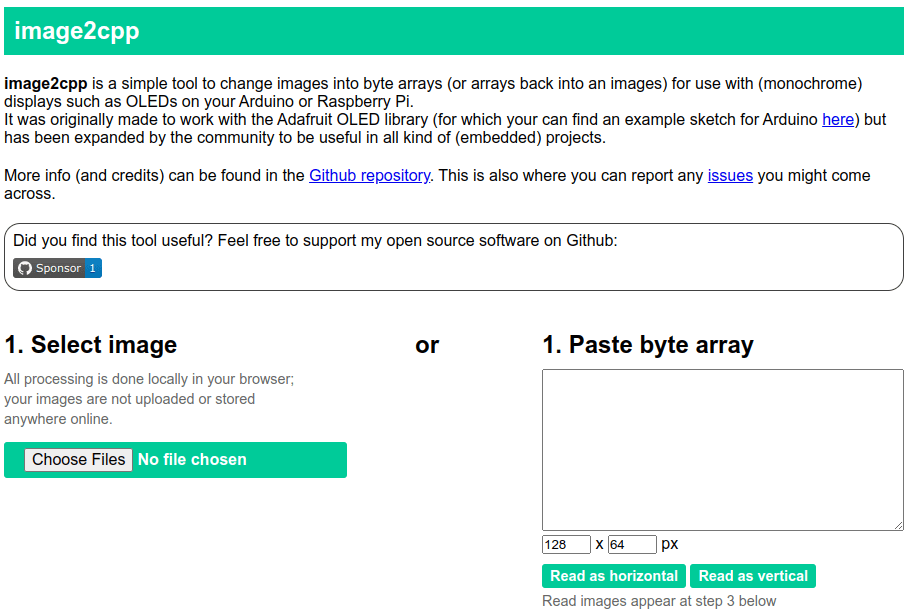 image2cpp
image2cpp is a simple tool to change images into byte arrays (or arrays back into an images) for use with (monochrome)
displays such as OLEDs on your Arduino or Raspberry Pi.
It was originally made to work with the Adafruit OLED library (for which your can find an example sketch for Arduino here) but
has been expanded by the community to be useful in all kind of (embedded) projects.
More info (and credits) can be found in the Github repository. This is also where you can report any issues you might come
across.
Did you find this tool useful? Feel free to support my open source software on Github:
Sponsor 1
1. Select image
All processing is done locally in your browser;
your images are not uploaded or stored
anywhere online.
Choose Files No file chosen
or
1. Paste byte array
128 x 64 px
Read as horizontal Read as vertical
Read images appear at step 3 below